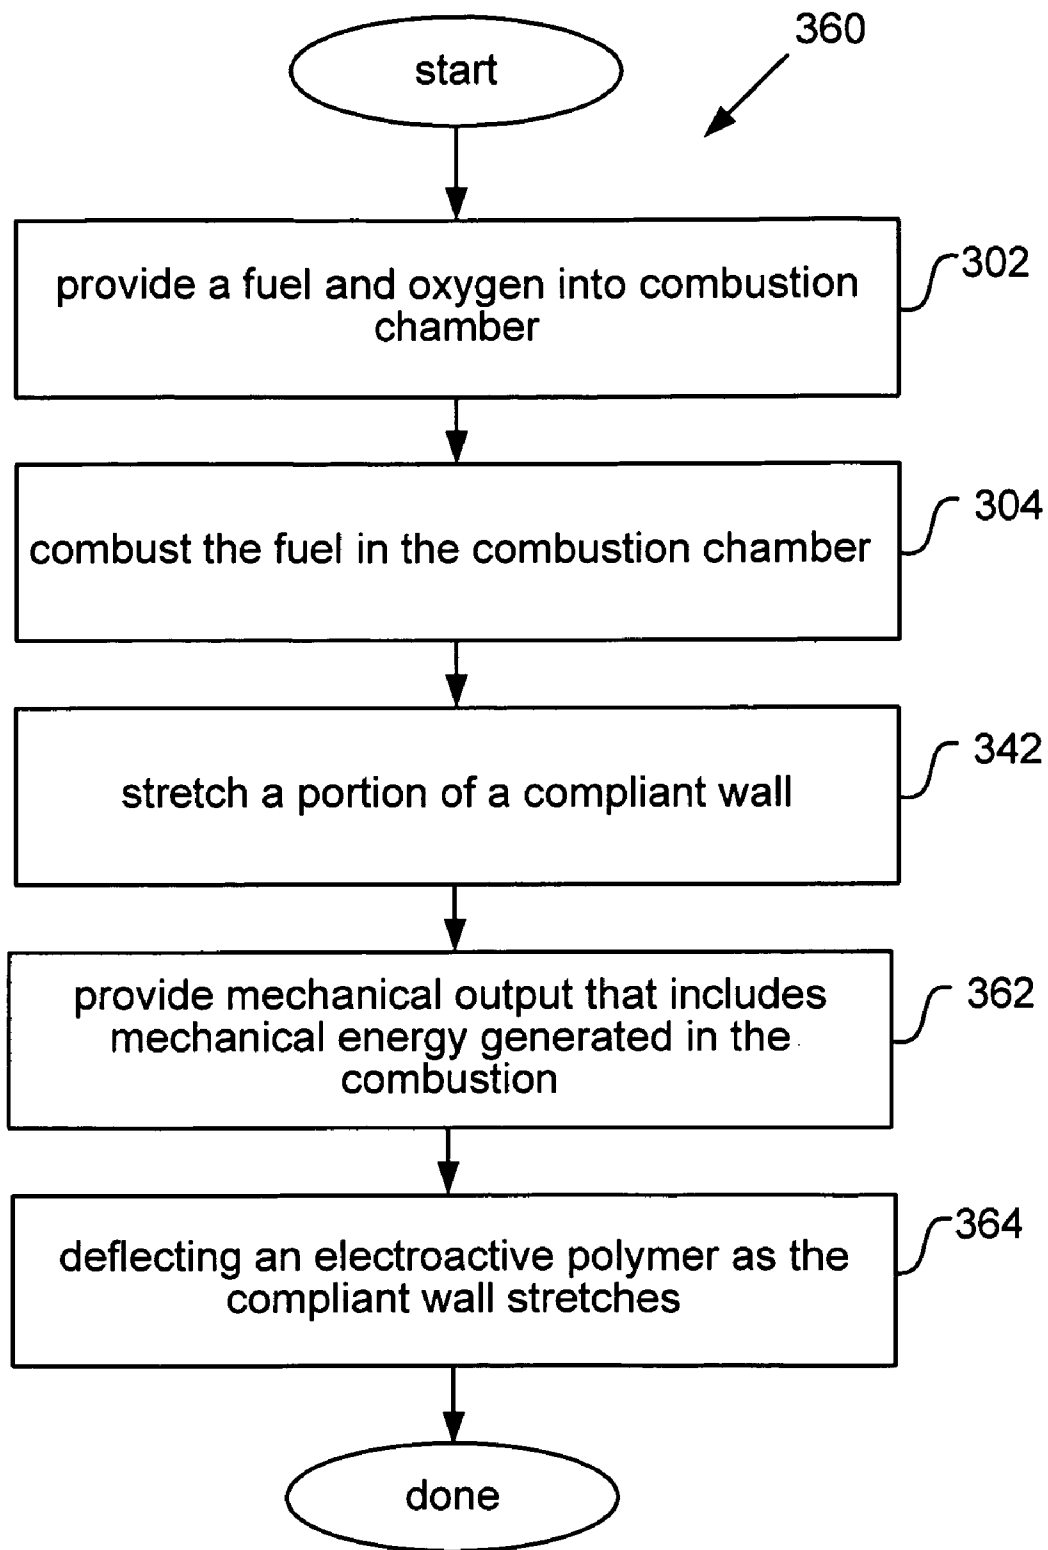 360
start
provide a fuel and oxygen into combustion
chamber
302
combust the fuel in the combustion chamber
304
stretch a portion of a compliant wall
342
provide mechanical output that includes
mechanical energy generated in the
combustion
362
deflecting an electroactive polymer as the
compliant wall stretches
364
done